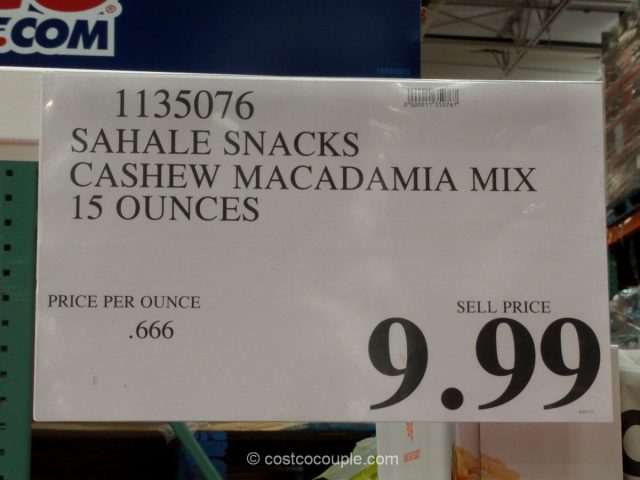 .COM
1135076
SAHALE SNACKS
CASHEW MACADAMIA MIX
15 OUNCES
PRICE PER OUNCE
.666
SELL PRICE
9.99
© costcocouple.com